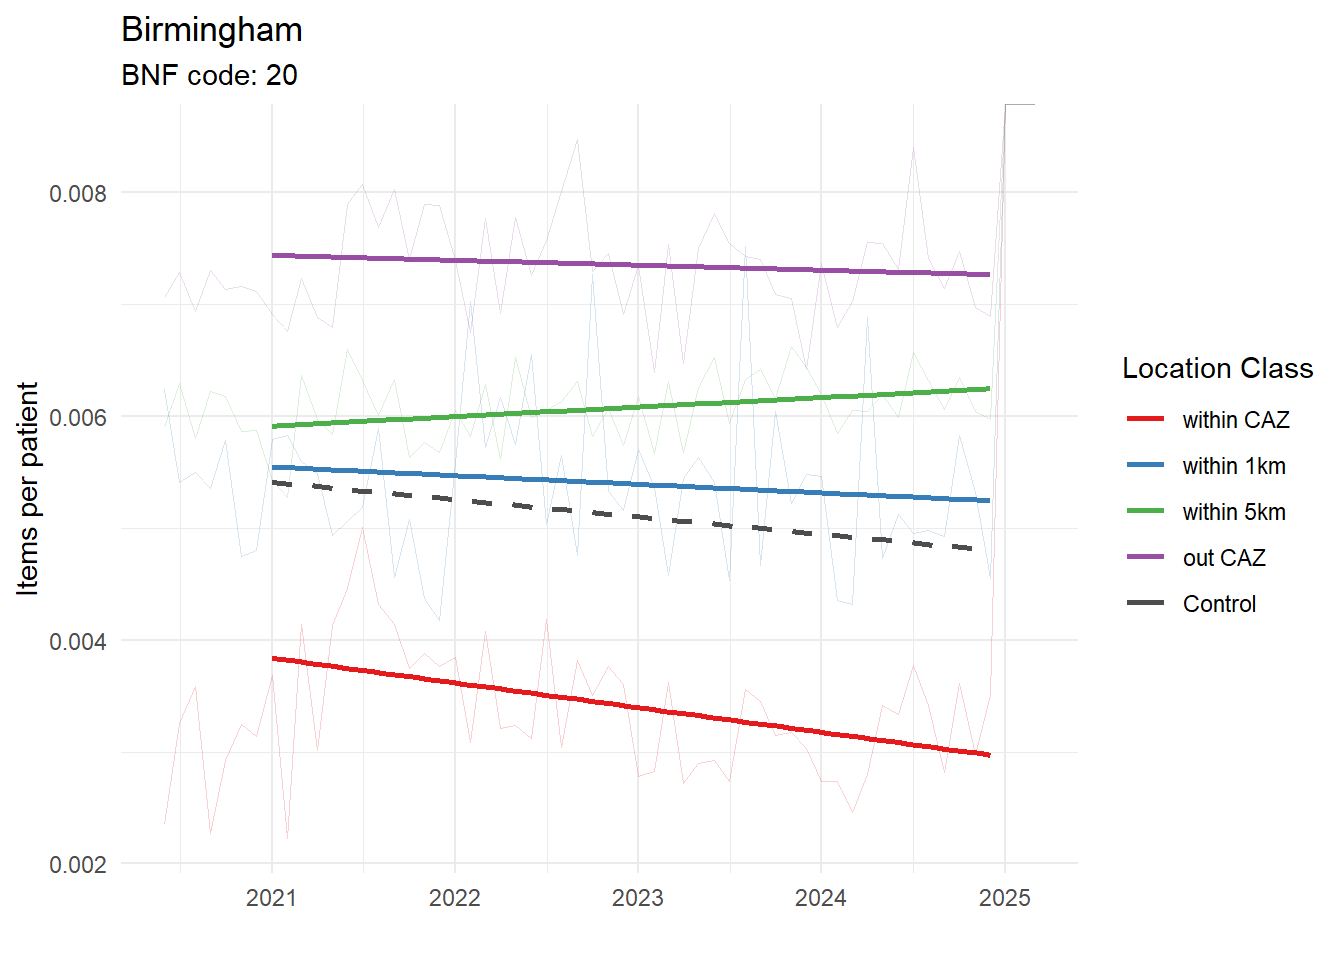 Birmingham
BNF code: 20
Items per patient
0.008
0.006
0.004
0.002
2021
2022
2023
2024
2025
Location Class
within CAZ
within 1km
within 5km
out CAZ
Control